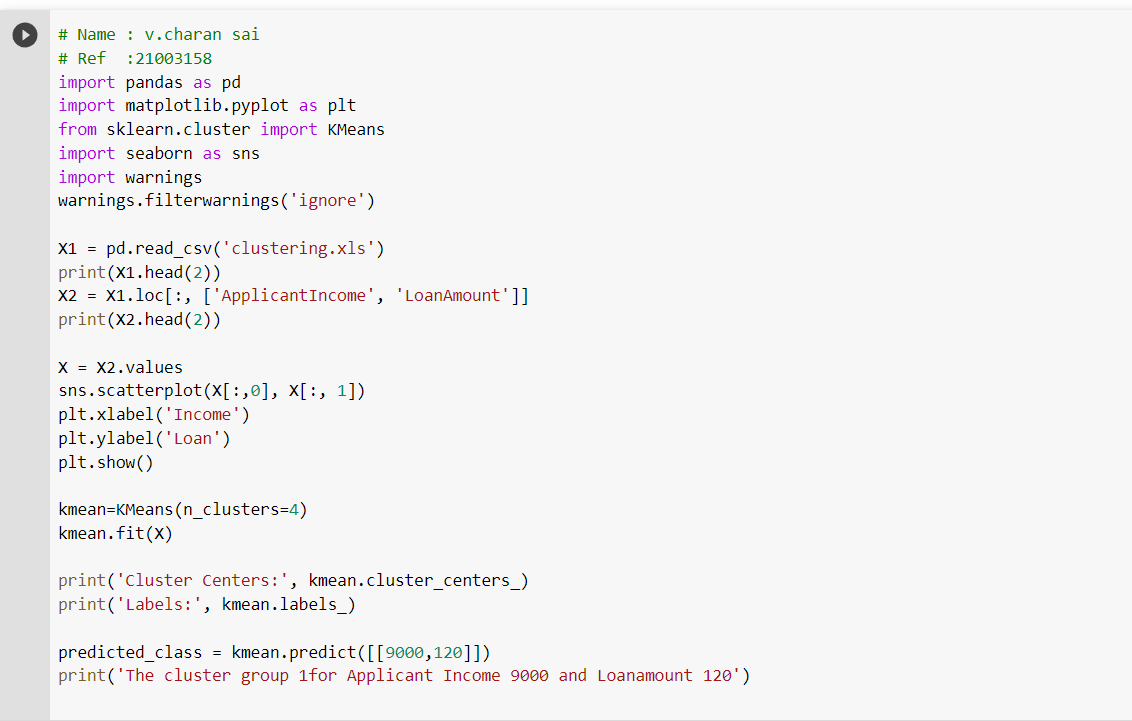 # Name : v.charan sai
# Ref  :21003158
import pandas as pd
import matplotlib.pyplot as plt
from sklearn.cluster import KMeans
import seaborn as sns
import warnings
warnings.filterwarnings('ignore')
X1 = pd.read_csv('clustering.xls')
print(X1.head(2))
X2 = X1.loc[:, ['ApplicantIncome', 'LoanAmount']]
print(X2.head(2))
X = X2.values
sns.scatterplot(X[:,0], X[:, 1])
plt.xlabel('Income')
plt.ylabel('Loan')
plt.show()
kmean=KMeans(n_clusters=4)
kmean.fit(X)
print('Cluster Centers:', kmean.cluster_centers_)
print('Labels:', kmean.labels_)
predicted_class = kmean.predict([[9000,120]])
print('The cluster group 1for Applicant Income 9000 and Loanamount 120')